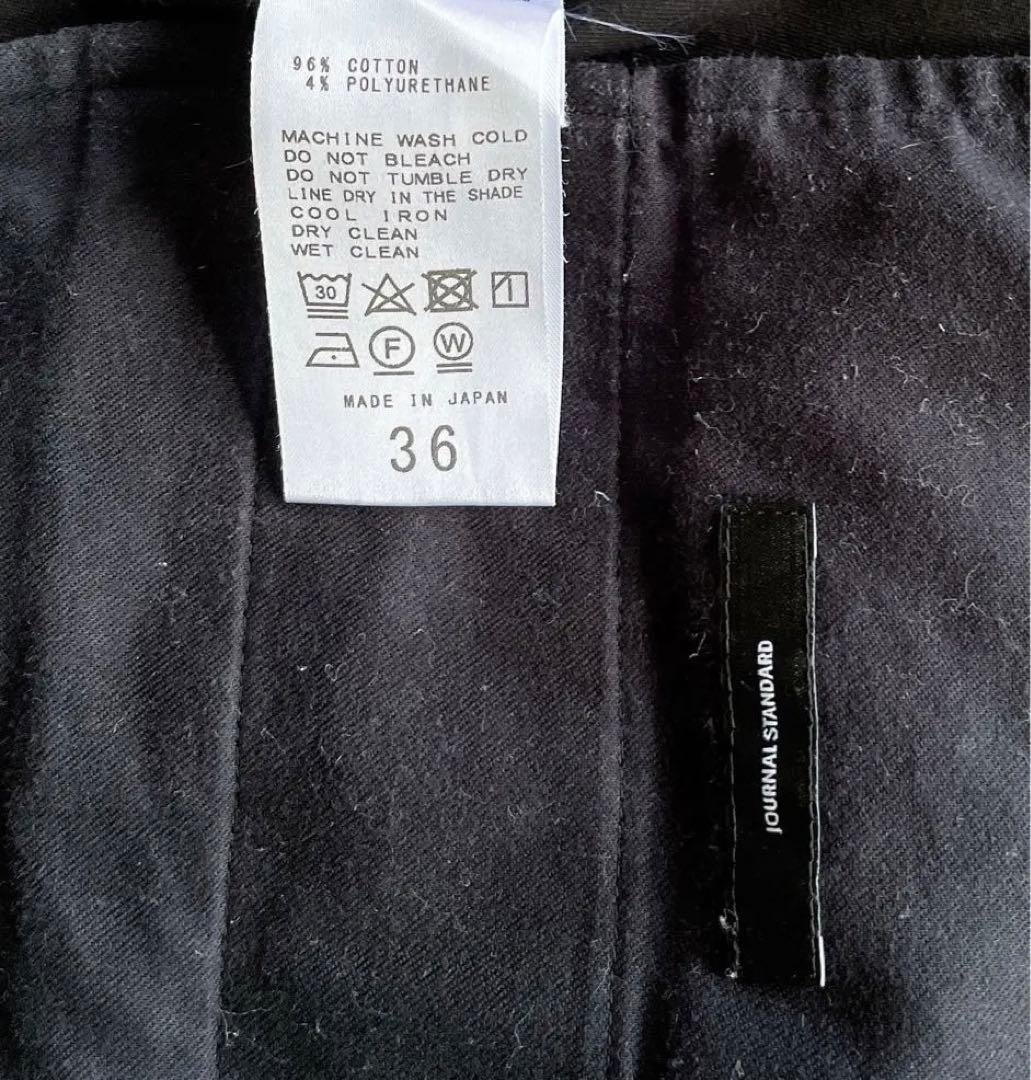 96% COTTON
4% POLYURETHANE
MACHINE WASH COLD
DO NOT BLEACH
DO NOT TUMBLE DRY
LINE DRY IN THE SHADE
COOL IRON
DRY CLEAN
WET CLEAN
30
F
W
MADE IN JAPAN
36
JOURNAL STANDARD